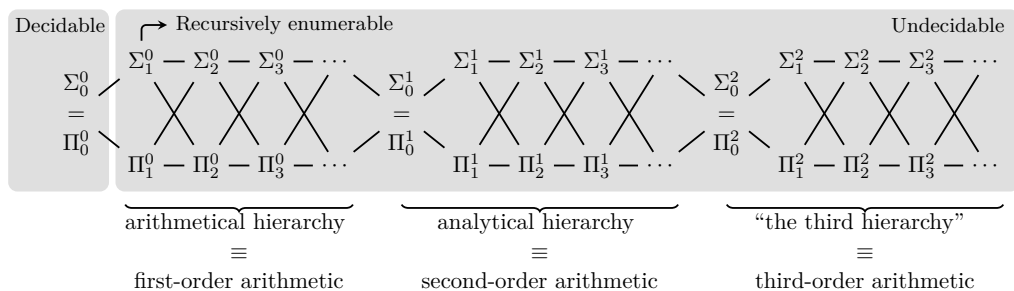 Decidable
Recursively enumerable
Undecidable
Σ⁰₁ — Σ⁰₂ — Σ⁰₃ — ⋯ Σ¹₁ — Σ¹₂ — Σ¹₃ — ⋯ Σ²₁ — Σ²₂ — Σ²₃ — ⋯
Σ⁰₀ Σ¹₀ Σ²₀
= = =
Π⁰₀ Π¹₀ Π²₀
Π⁰₁ — Π⁰₂ — Π⁰₃ — ⋯ Π¹₁ — Π¹₂ — Π¹₃ — ⋯ Π²₁ — Π²₂ — Π²₃ — ⋯
arithmetical hierarchy
≡
first-order arithmetic
analytical hierarchy
≡
second-order arithmetic
“the third hierarchy”
≡
third-order arithmetic